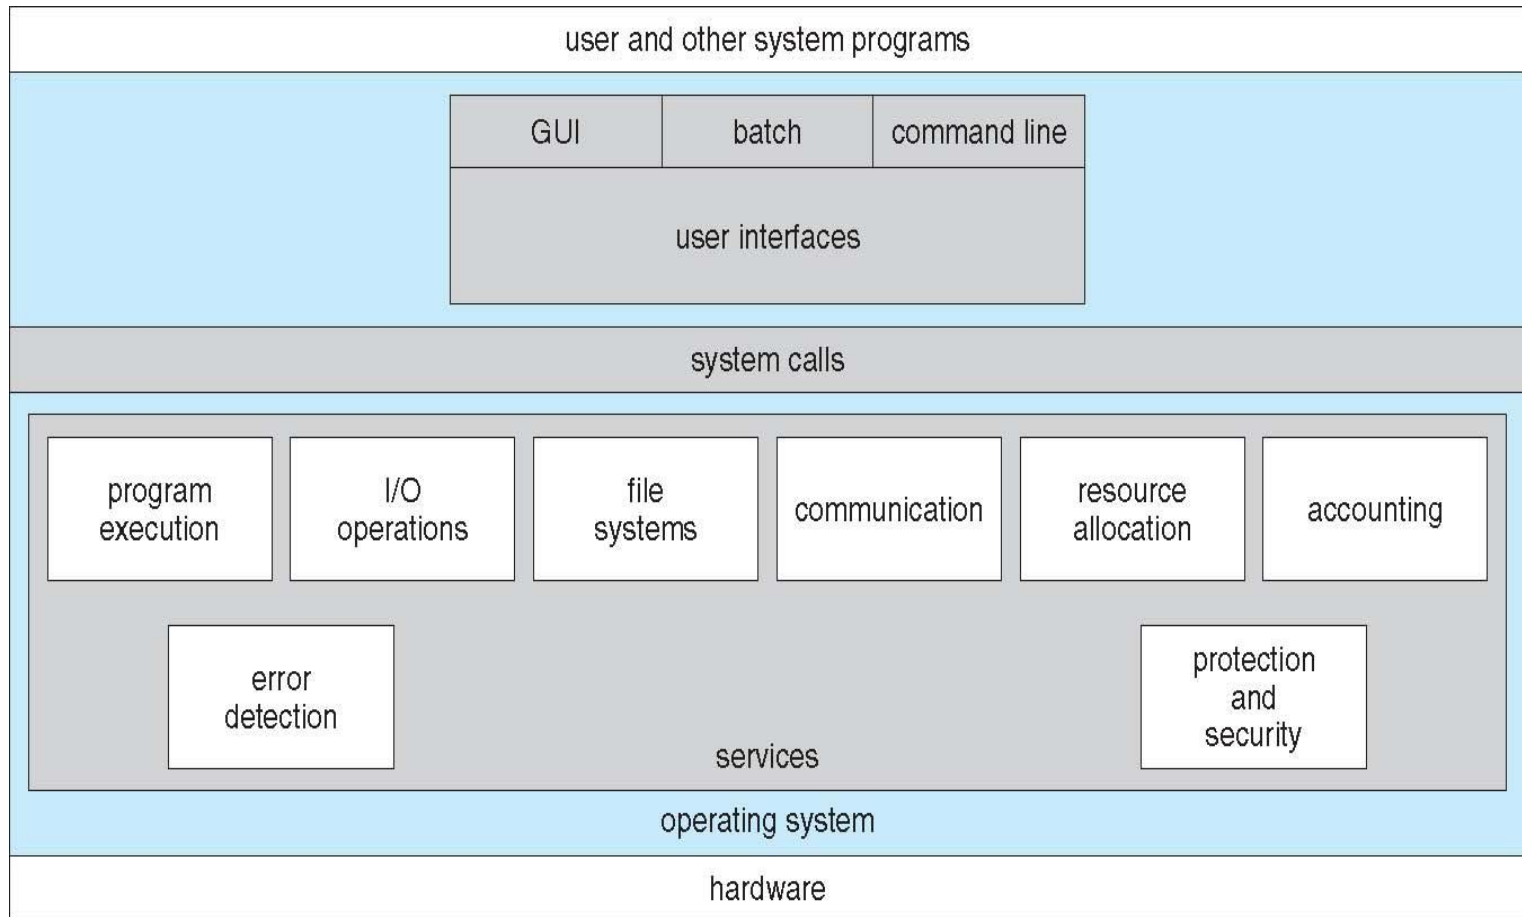 user and other system programs
GUI
batch
command line
user interfaces
system calls
program
execution
I/O
operations
file
systems
communication
resource
allocation
accounting
error
detection
protection
and
security
services
operating system
hardware